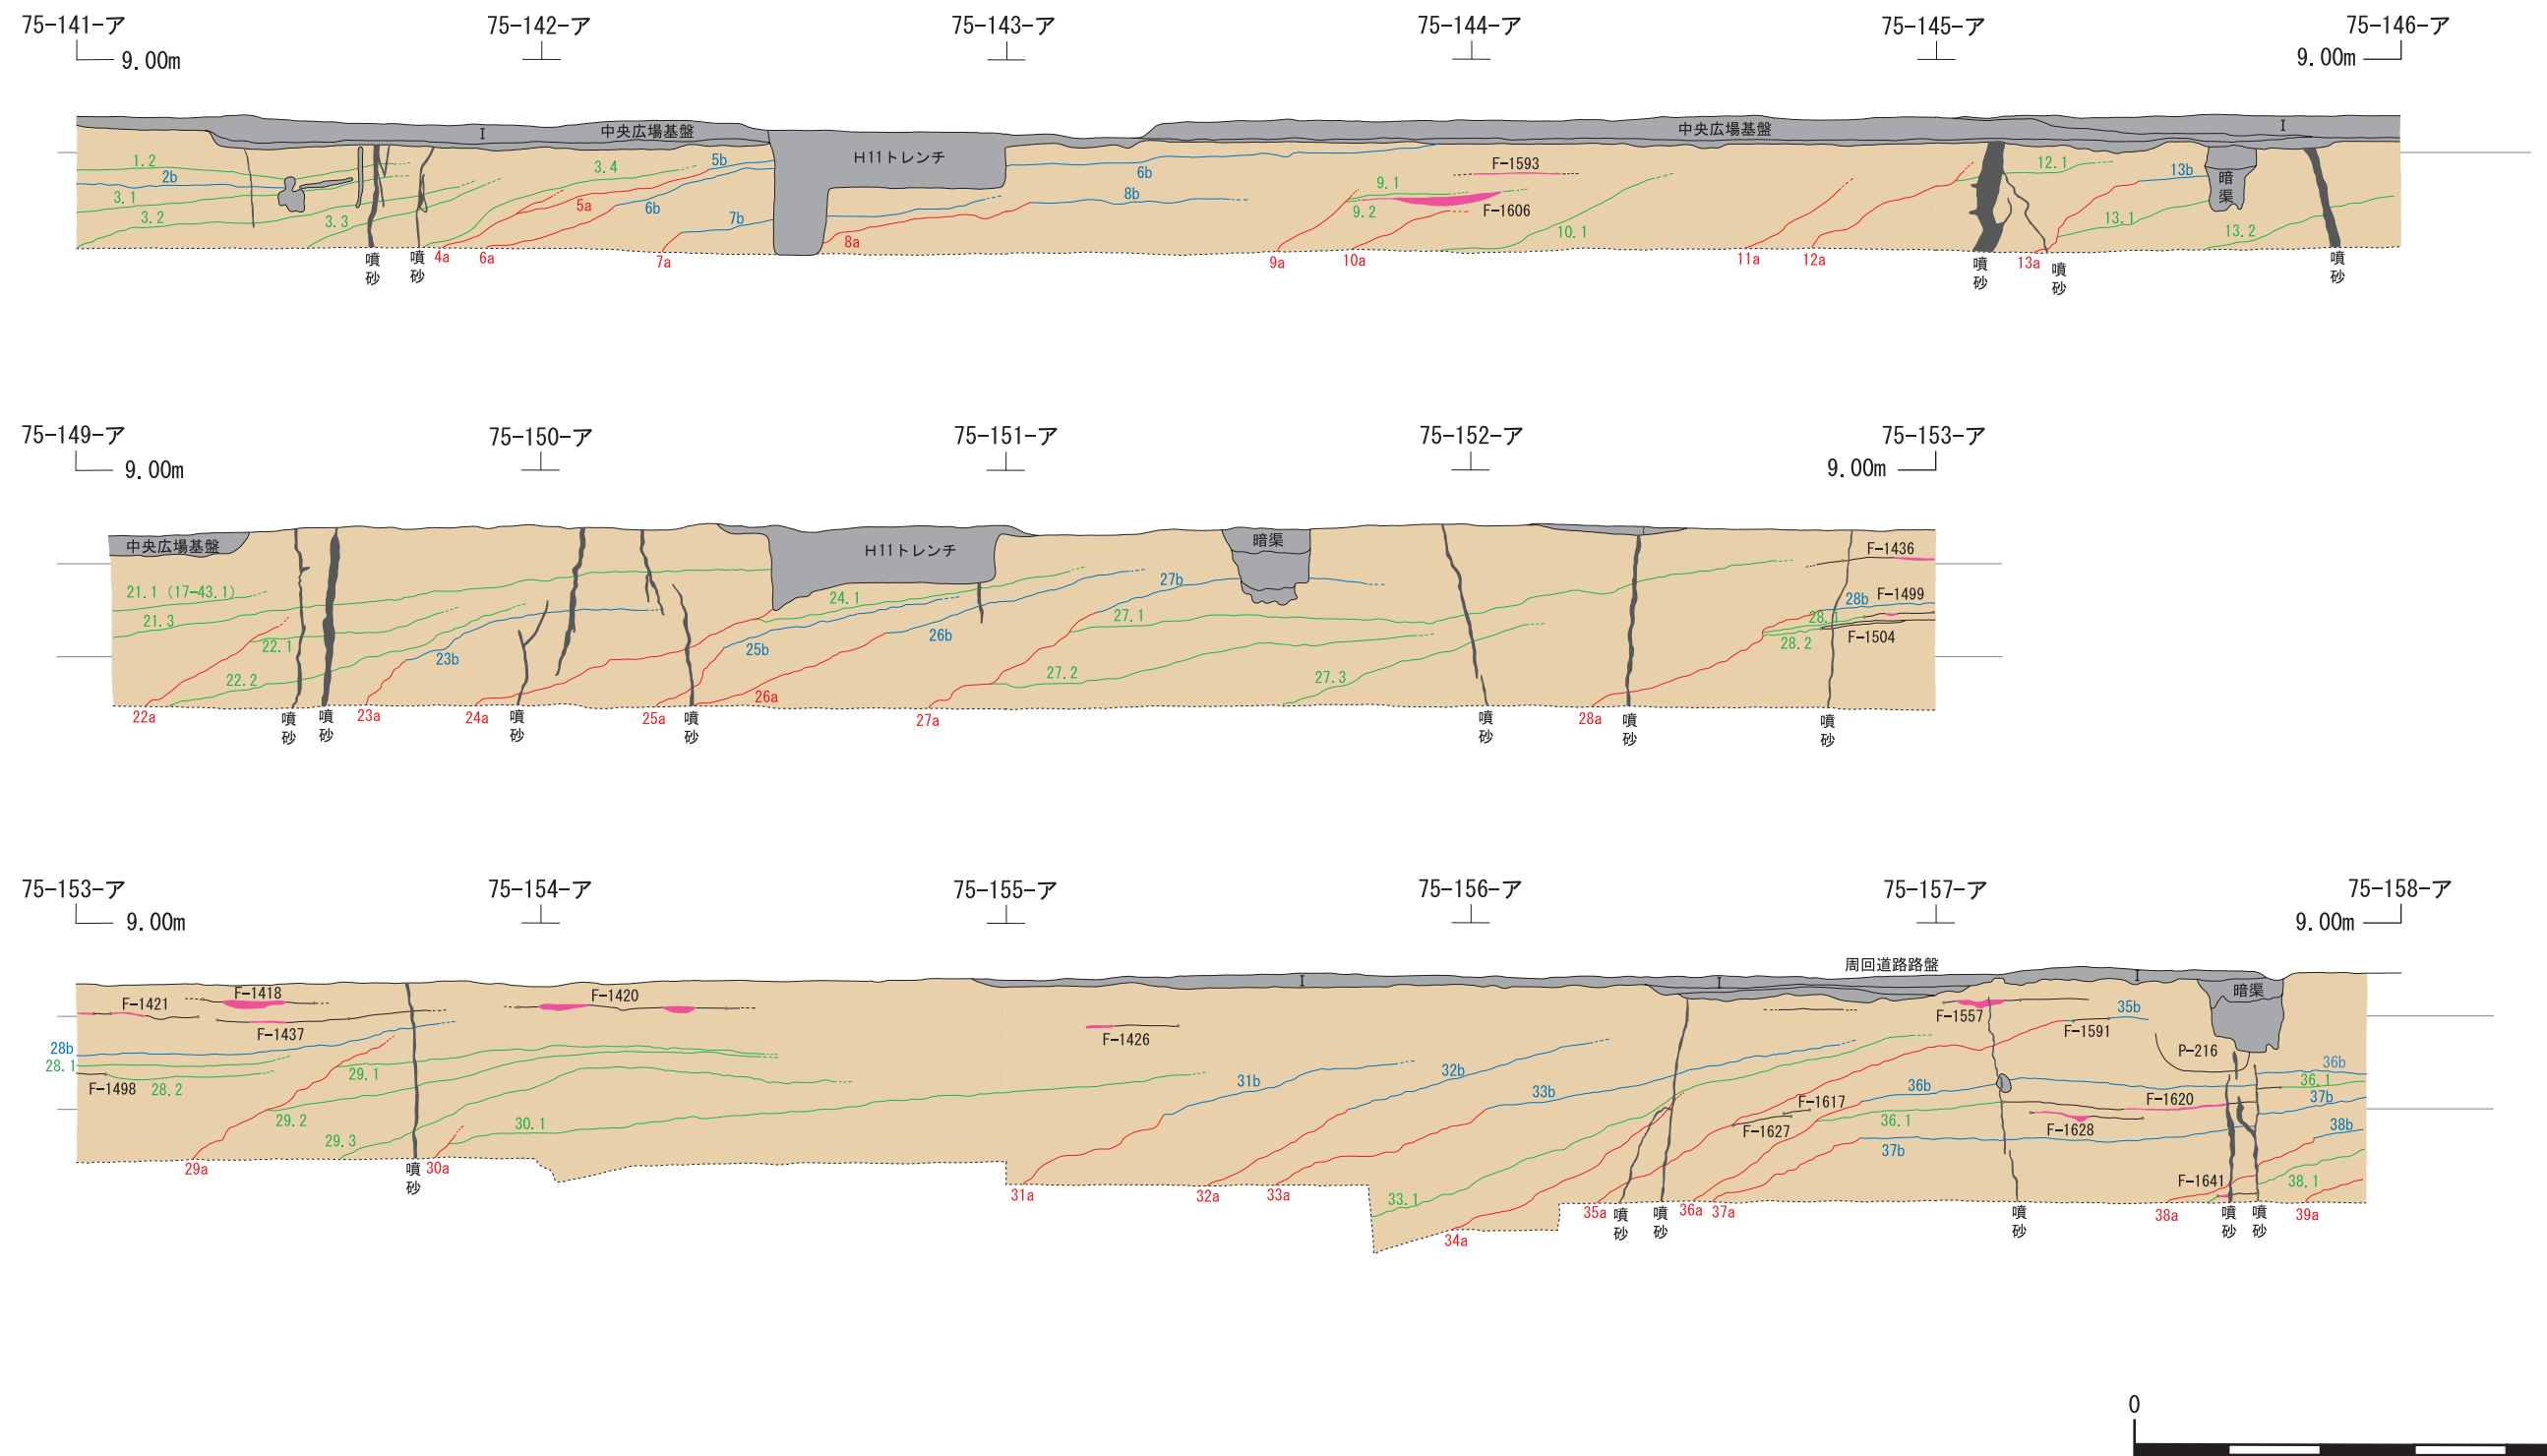 75-141-ア 75-142-ア 75-143-ア 75-144-ア 75-145-ア 75-146-ア
9.00m 9.00m
I 中央広場基盤 H11トレンチ 中央広場基盤 I
1.2 3.4 5b F-1593 12.1
2b 6b 9.1 13b 暗渠
3.1 5a 6b 8b 9.2 F-1606
3.2 3.3 7b 8a 10.1 13.1 13.2
噴砂 噴砂 4a 6a 7a 9a 10a 11a 12a 噴砂 13a 噴砂 噴砂
75-149-ア 75-150-ア 75-151-ア 75-152-ア 75-153-ア
9.00m 9.00m
中央広場基盤 H11トレンチ 暗渠 I F-1436
21.1 (17-43.1) 24.1 27b 28b F-1499
21.3 27.1 28.1
22.1 23b 25b 26b 28.2 F-1504
22.2 26a 27.2 27.3
22a 噴砂 噴砂 23a 24a 噴砂 25a 噴砂 27a 噴砂 28a 噴砂 噴砂
75-153-ア 75-154-ア 75-155-ア 75-156-ア 75-157-ア 75-158-ア
9.00m 9.00m
周回道路路盤
I I I 暗渠
F-1421 F-1418 F-1420 F-1557 35b
F-1437 F-1426 F-1591
28b P-216 36b
28.1 29.1 31b 32b 36.1
F-1498 28.2 33b 36b 37b
F-1617 F-1620
29.2 30.1 F-1627 36.1 F-1628 38b
29.3 37b
33.1 F-1641 38.1
29a 噴砂 30a 31a 32a 33a 34a 35a 噴砂 噴砂 36a 37a 噴砂 38a 噴砂 噴砂 39a
0